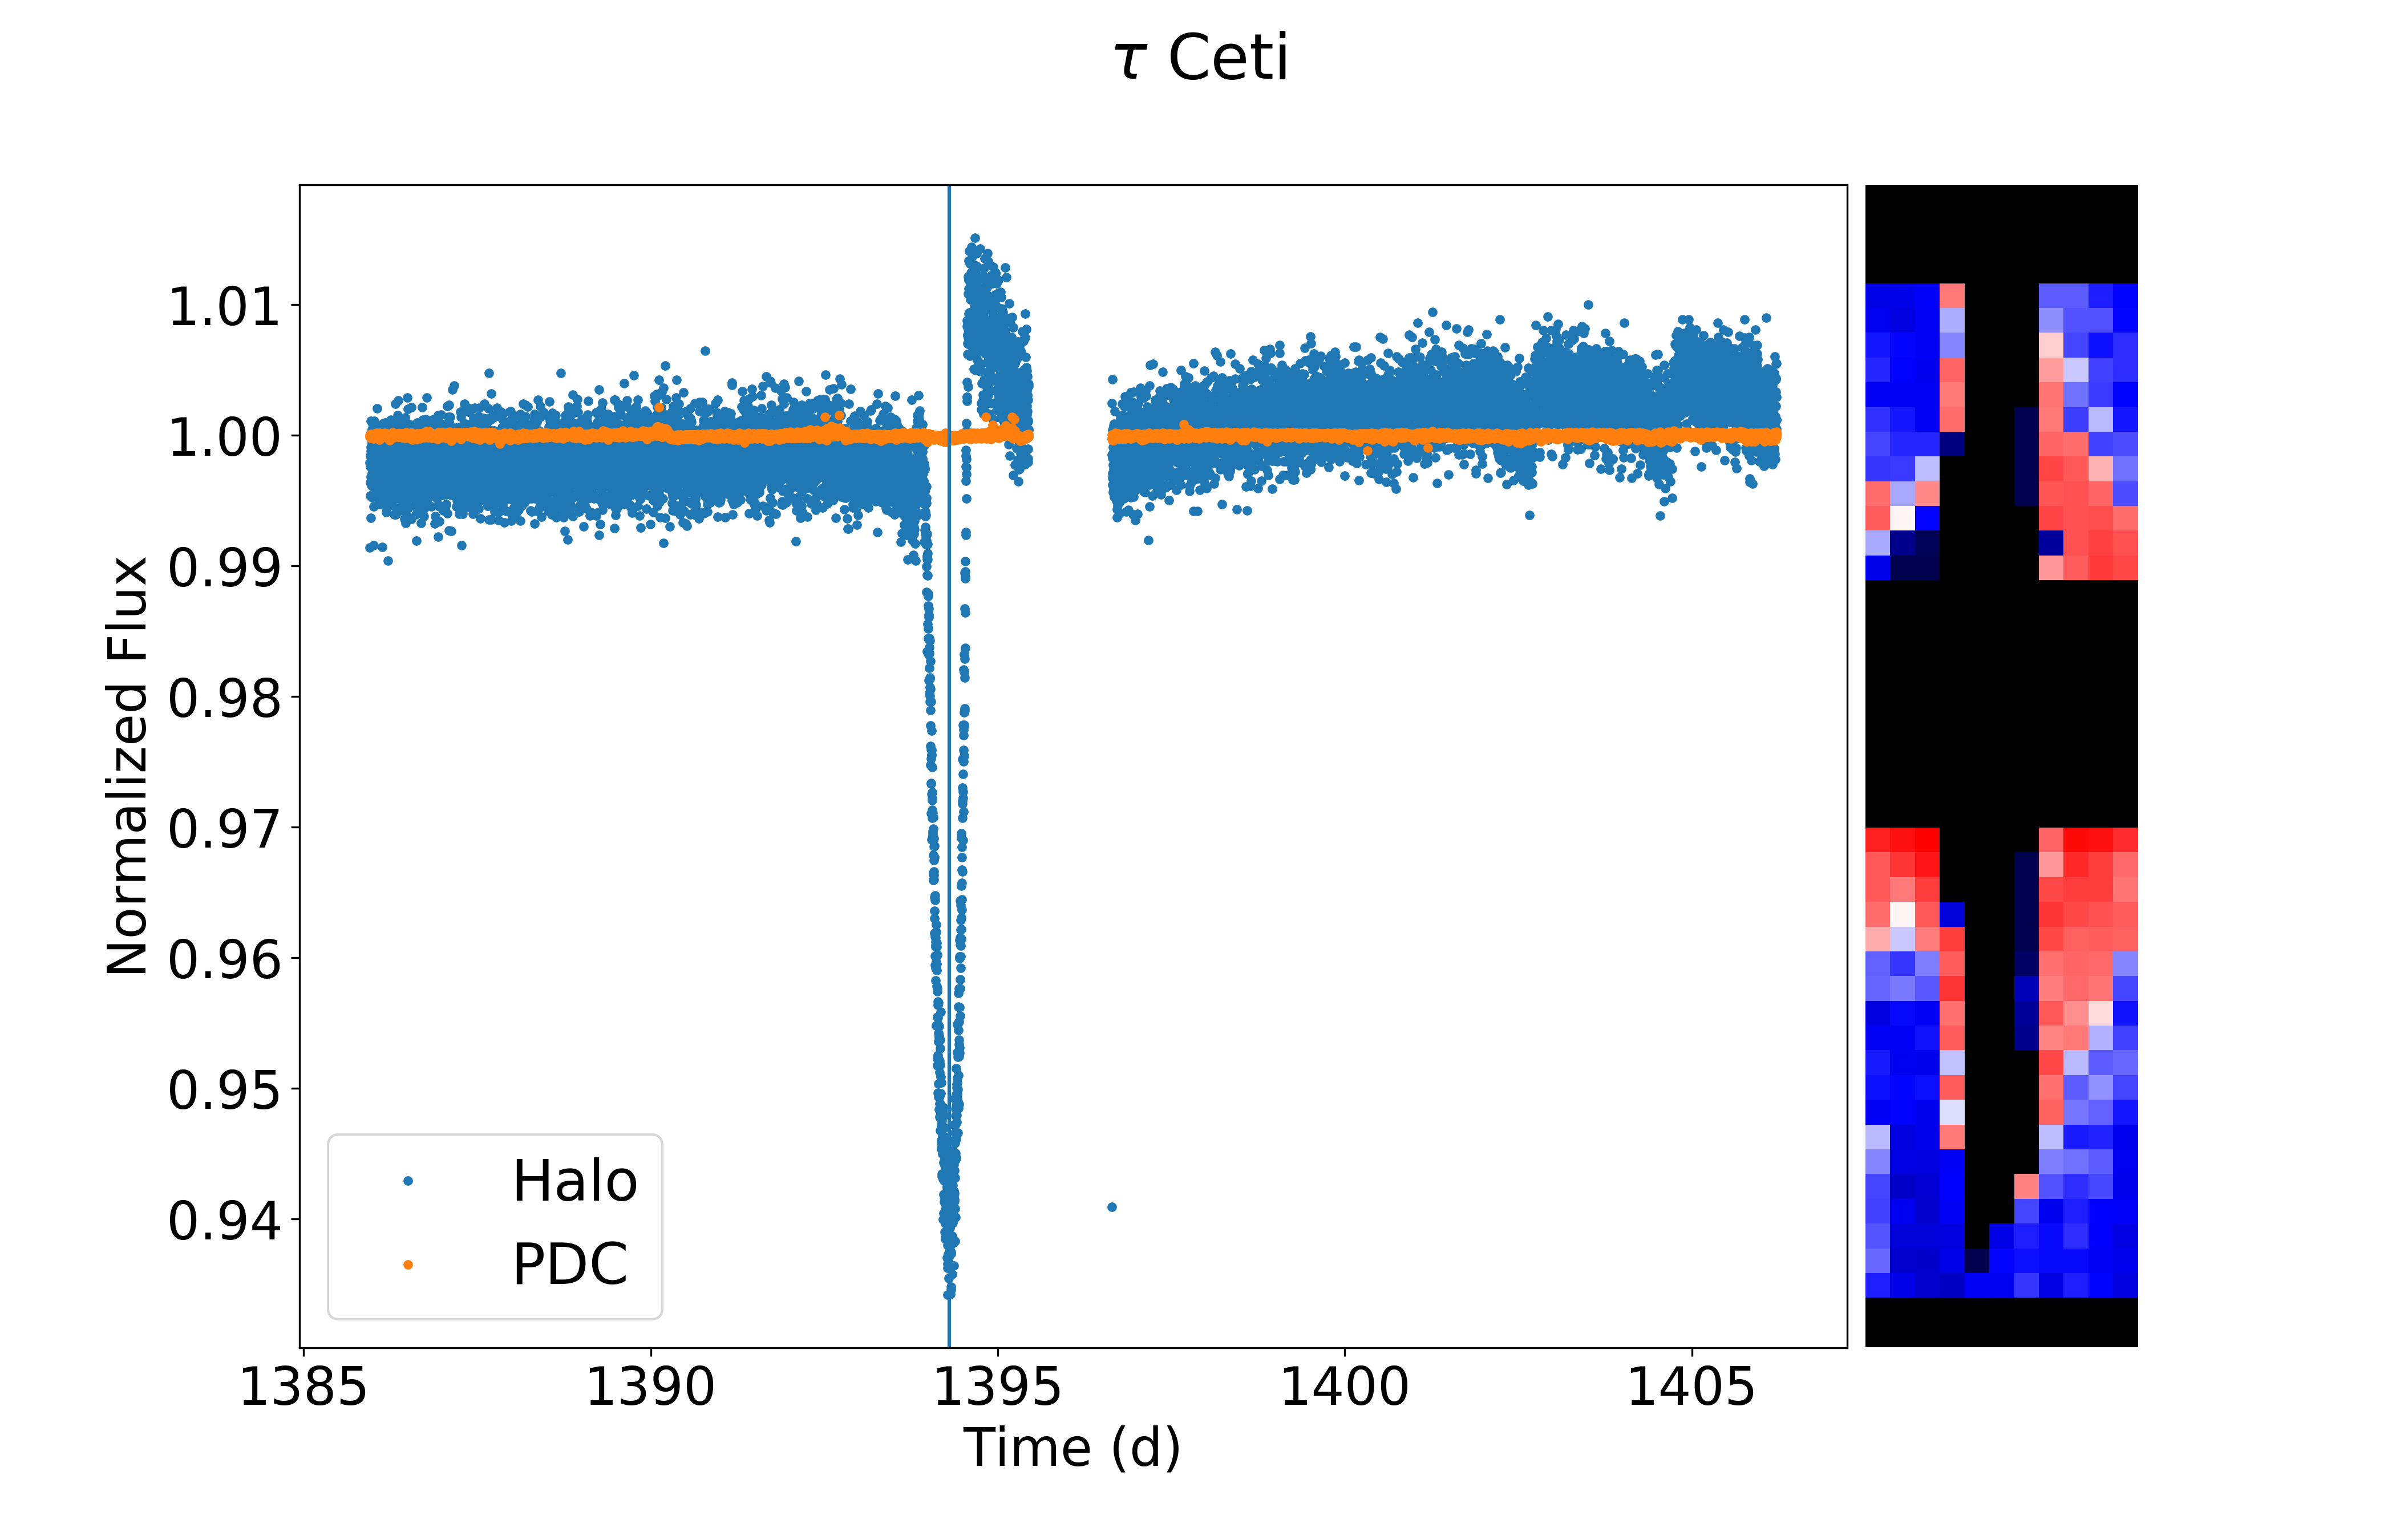 τ Ceti
Normalized Flux
1.01
1.00
0.99
0.98
0.97
0.96
0.95
0.94
Halo
PDC
1385 1390 1395 1400 1405
Time (d)